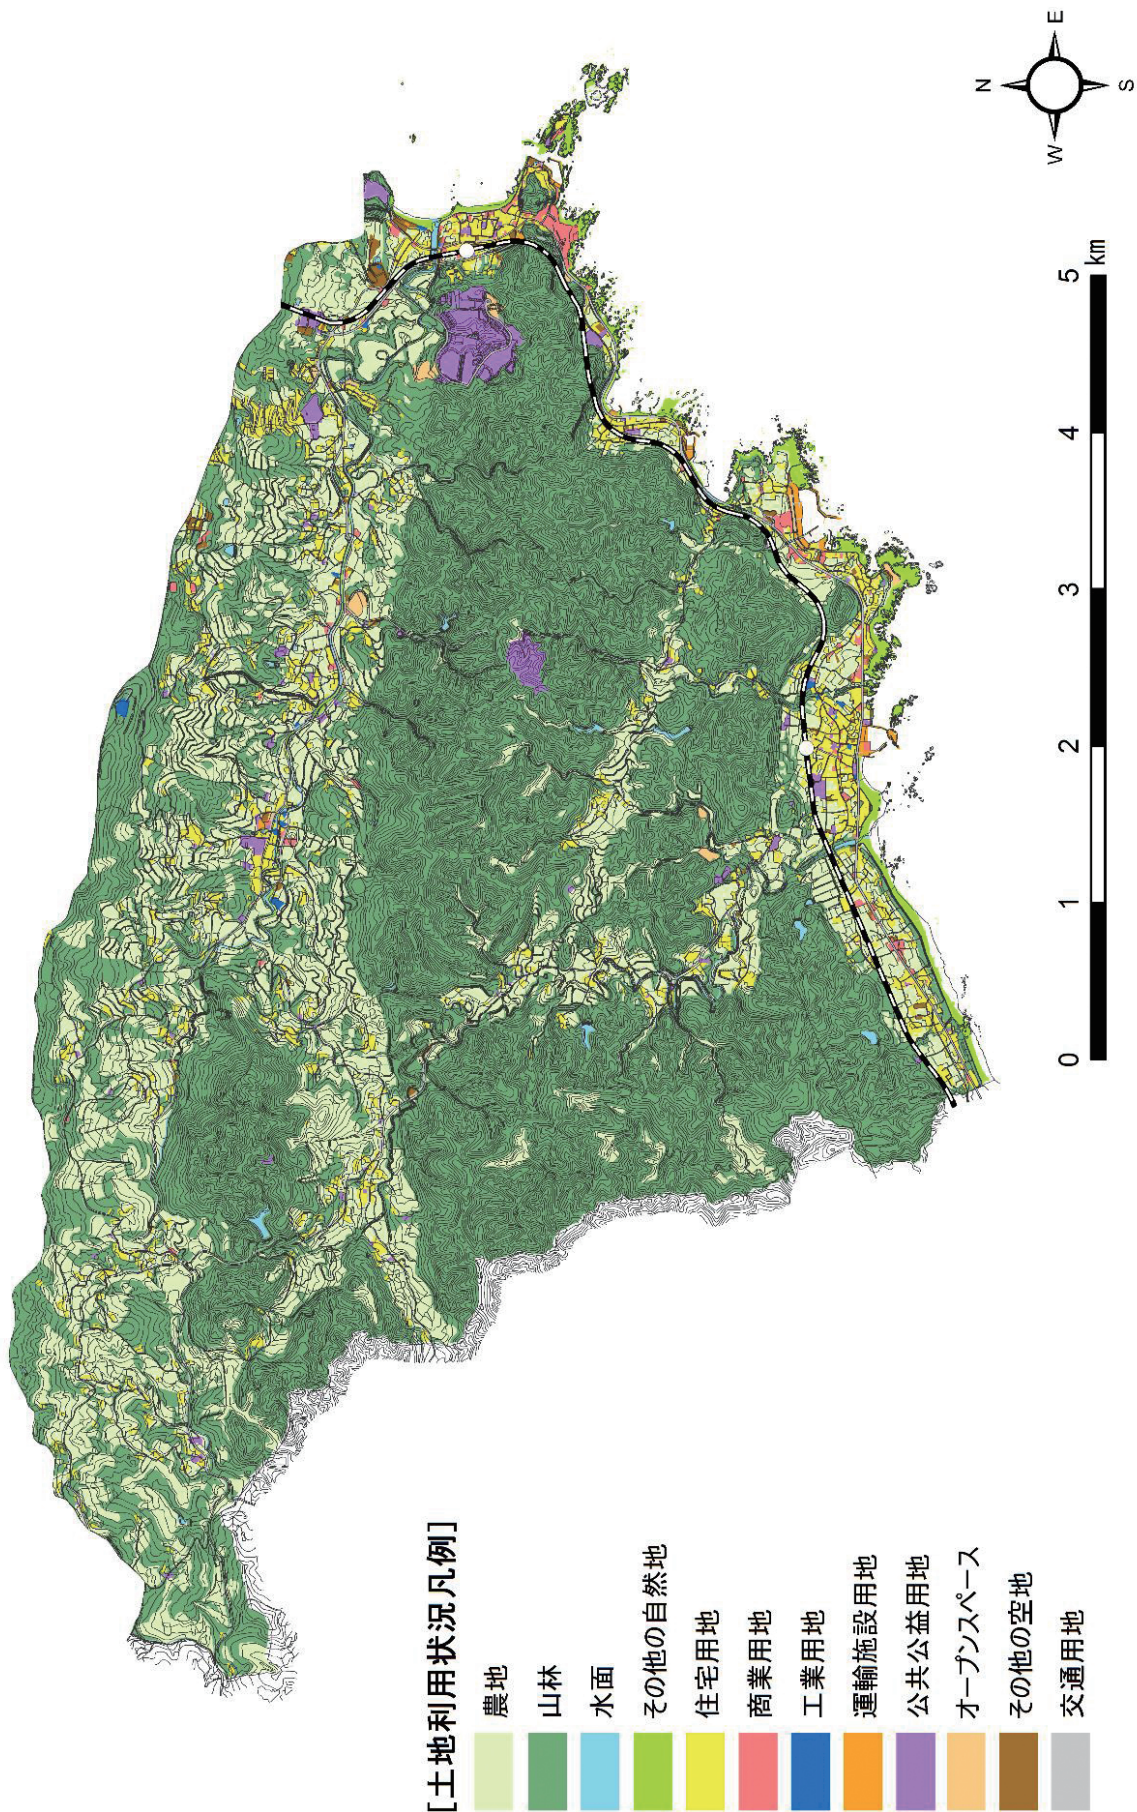 N
W
E
S
0
1
2
3
4
5
km
[土地利用状況凡例]
農地
山林
水面
その他の自然地
住宅用地
商業用地
工業用地
運輸施設用地
公共公益用地
オープンスペース
その他の空地
交通用地